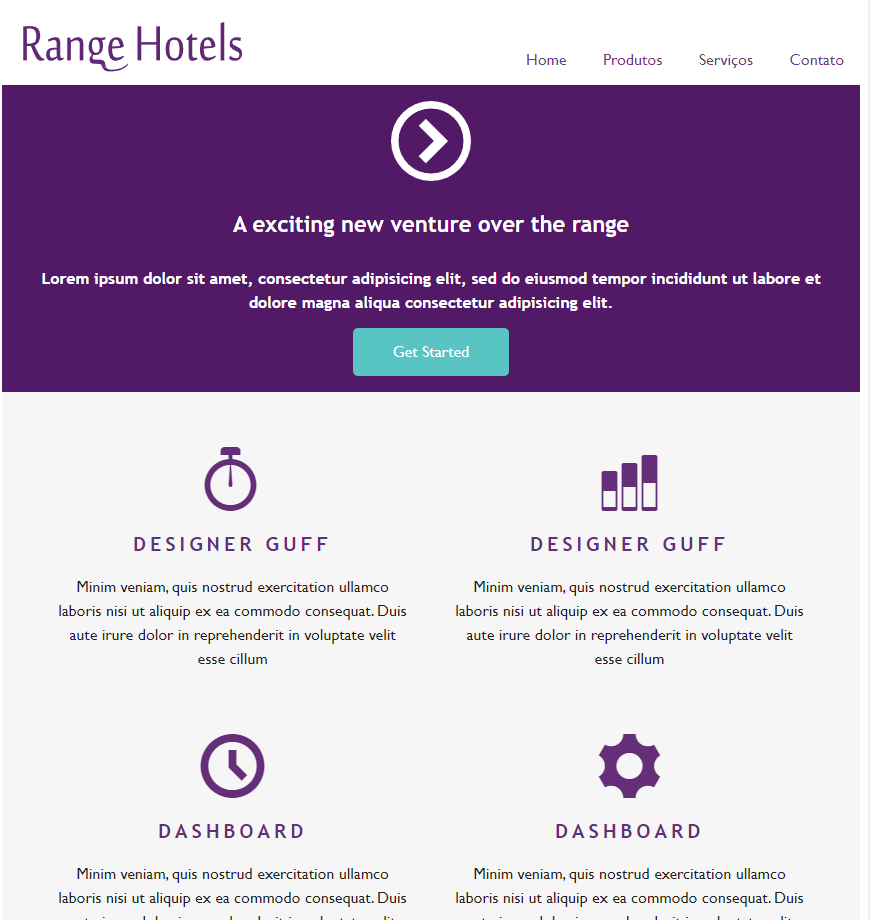 Range Hotels
Home Produtos Serviços Contato
A exciting new venture over the range
Lorem ipsum dolor sit amet, consectetur adipisicing elit, sed do eiusmod tempor incididunt ut labore et
dolore magna aliqua consectetur adipisicing elit.
Get Started
DESIGNER GUFF
Minim veniam, quis nostrud exercitation ullamco
laboris nisi ut aliquip ex ea commodo consequat. Duis
aute irure dolor in reprehenderit in voluptate velit
esse cillum
DESIGNER GUFF
Minim veniam, quis nostrud exercitation ullamco
laboris nisi ut aliquip ex ea commodo consequat. Duis
aute irure dolor in reprehenderit in voluptate velit
esse cillum
DASHBOARD
Minim veniam, quis nostrud exercitation ullamco
laboris nisi ut aliquip ex ea commodo consequat. Duis
DASHBOARD
Minim veniam, quis nostrud exercitation ullamco
laboris nisi ut aliquip ex ea commodo consequat. Duis